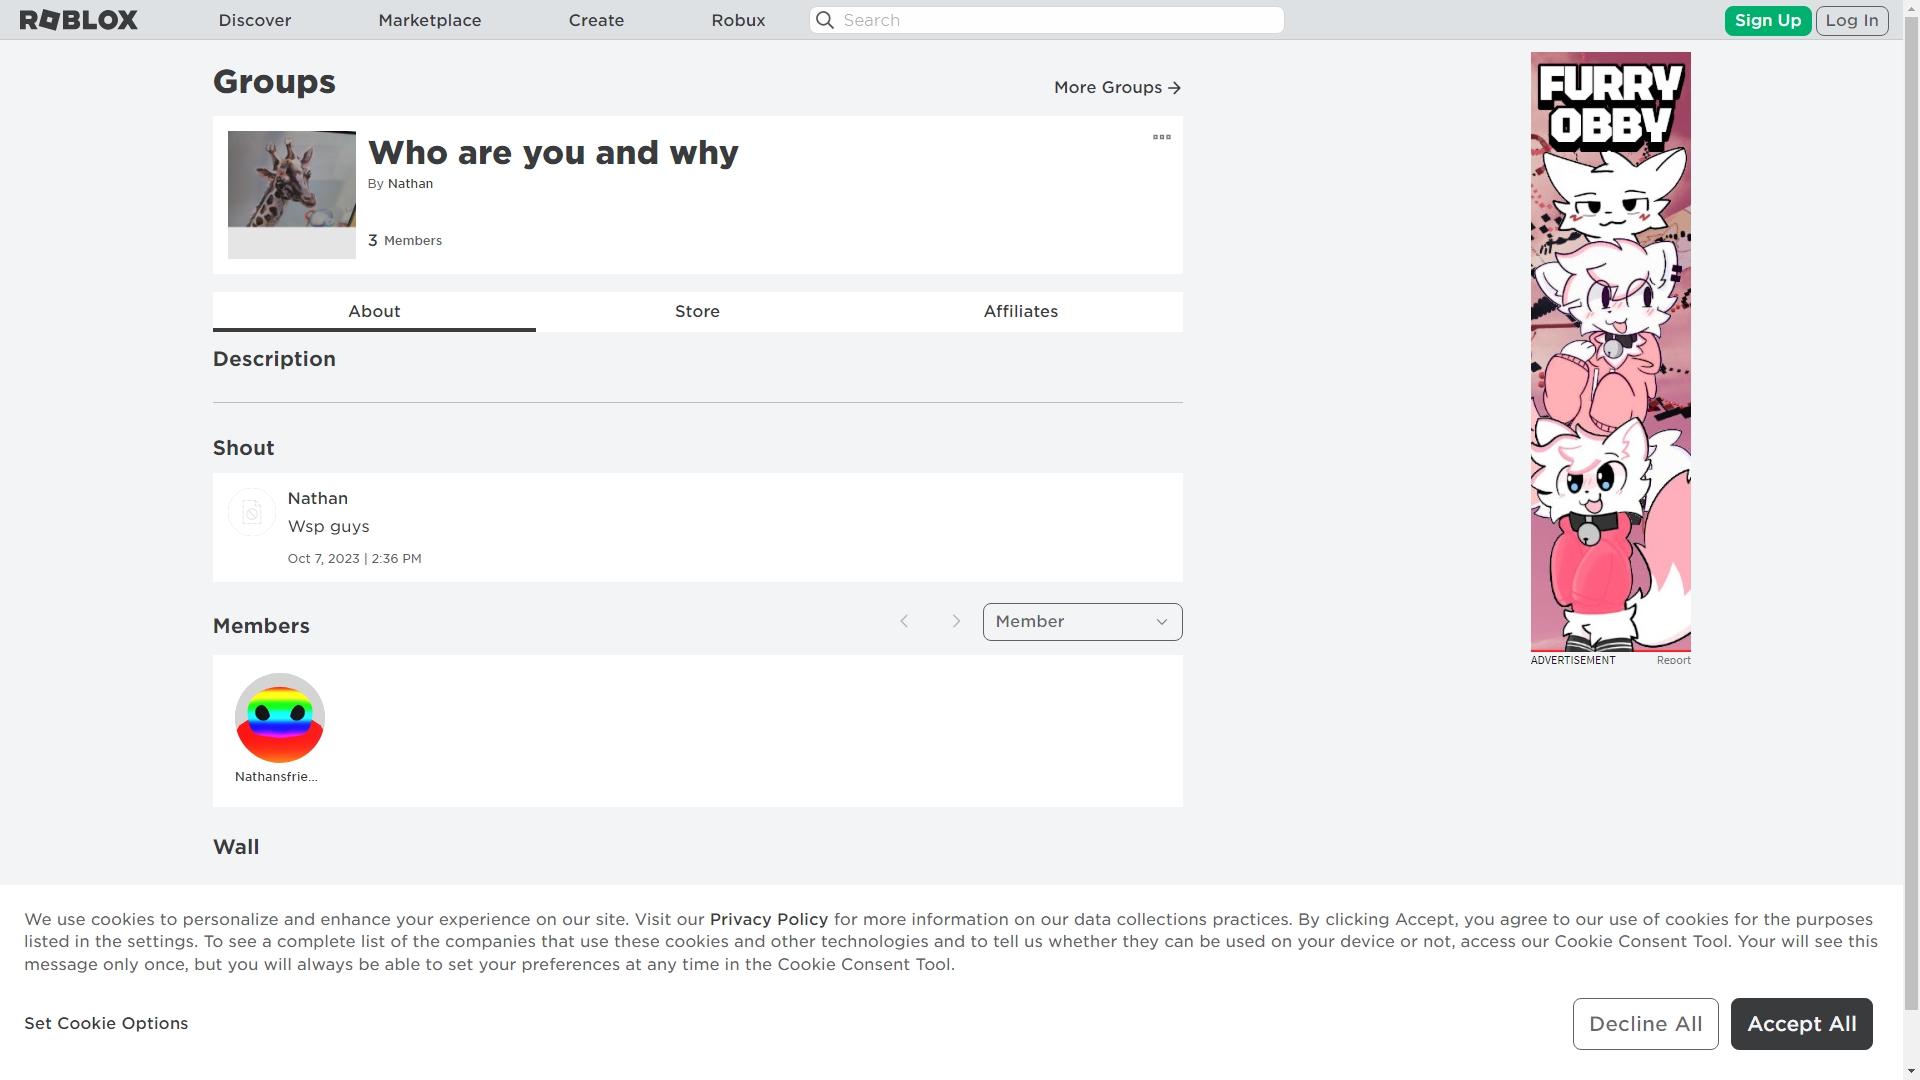 ROBLOX
Discover
Marketplace
Create
Robux
Search
Sign Up
Log In
Groups
More Groups
Who are you and why
By Nathan
3 Members
About
Store
Affiliates
Description
Shout
Nathan
Wsp guys
Oct 7, 2023 | 2:36 PM
Members
Member
Nathansfrie...
Wall
FURRY
OBBY
ADVERTISEMENT
Report
We use cookies to personalize and enhance your experience on our site. Visit our Privacy Policy for more information on our data collections practices. By clicking Accept, you agree to our use of cookies for the purposes
listed in the settings. To see a complete list of the companies that use these cookies and other technologies and to tell us whether they can be used on your device or not, access our Cookie Consent Tool. Your will see this
message only once, but you will always be able to set your preferences at any time in the Cookie Consent Tool.
Set Cookie Options
Decline All
Accept All